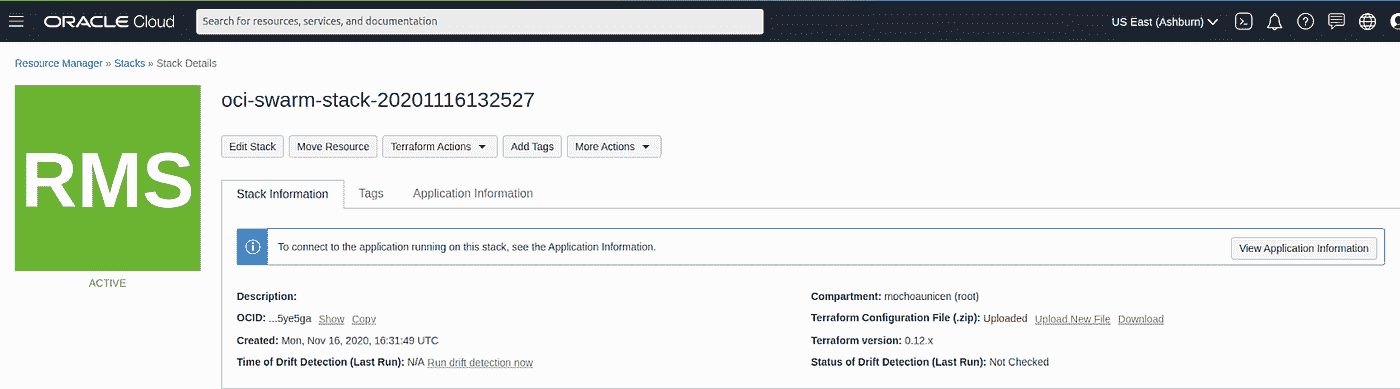 ORACLE Cloud
Search for resources, services, and documentation
US East (Ashburn)
Resource Manager » Stacks » Stack Details
RMS
ACTIVE
oci-swarm-stack-20201116132527
Edit Stack Move Resource Terraform Actions Add Tags More Actions
Stack Information Tags Application Information
To connect to the application running on this stack, see the Application Information.
View Application Information
Description:
OCID: ...5ye5ga Show Copy
Created: Mon, Nov 16, 2020, 16:31:49 UTC
Time of Drift Detection (Last Run): N/A Run drift detection now
Compartment: mochoaunicen (root)
Terraform Configuration File (.zip): Uploaded Upload New File Download
Terraform version: 0.12.x
Status of Drift Detection (Last Run): Not Checked